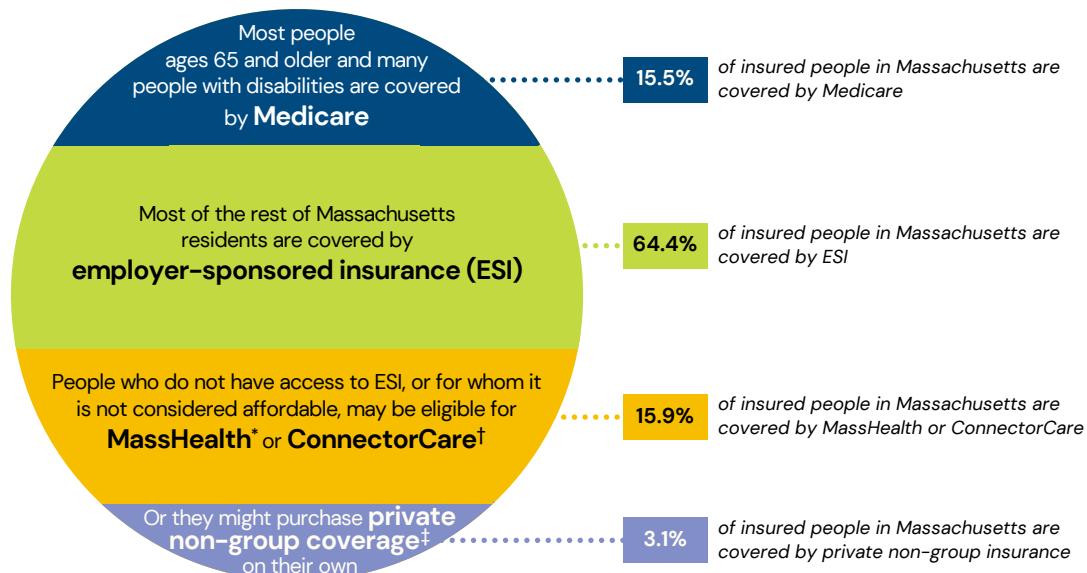 Most people
ages 65 and older and many
people with disabilities are covered
by Medicare
15.5%
of insured people in Massachusetts are
covered by Medicare
Most of the rest of Massachusetts
residents are covered by
employer-sponsored insurance (ESI)
64.4%
of insured people in Massachusetts are
covered by ESI
People who do not have access to ESI, or for whom it
is not considered affordable, may be eligible for
MassHealth* or ConnectorCare†
15.9%
of insured people in Massachusetts are
covered by MassHealth or ConnectorCare
Or they might purchase private
non-group coverage‡
on their own
3.1%
of insured people in Massachusetts are
covered by private non-group insurance